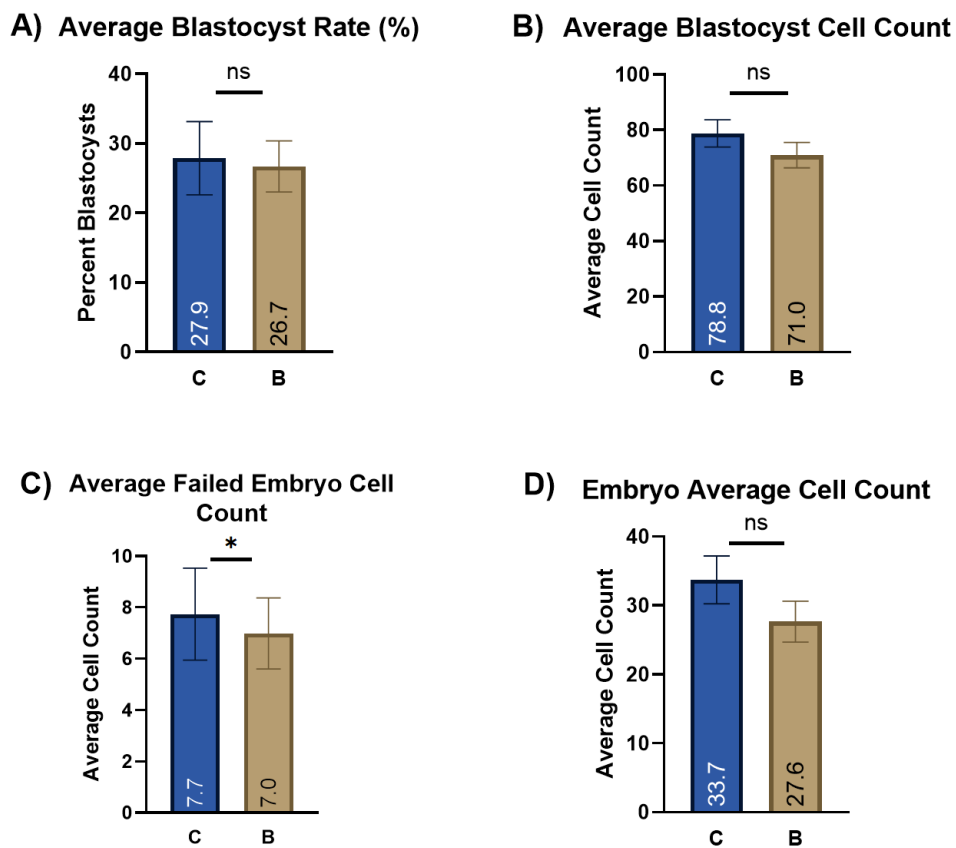 A) Average Blastocyst Rate (%)
ns
Percent Blastocysts
40
30
20
10
0
27.9
26.7
C
B
B) Average Blastocyst Cell Count
ns
Average Cell Count
100
80
60
40
20
0
78.8
71.0
C
B
C) Average Failed Embryo Cell
Count
*
Average Cell Count
10
8
6
4
2
0
7.7
7.0
C
B
D) Embryo Average Cell Count
ns
Average Cell Count
40
30
20
10
0
33.7
27.6
C
B